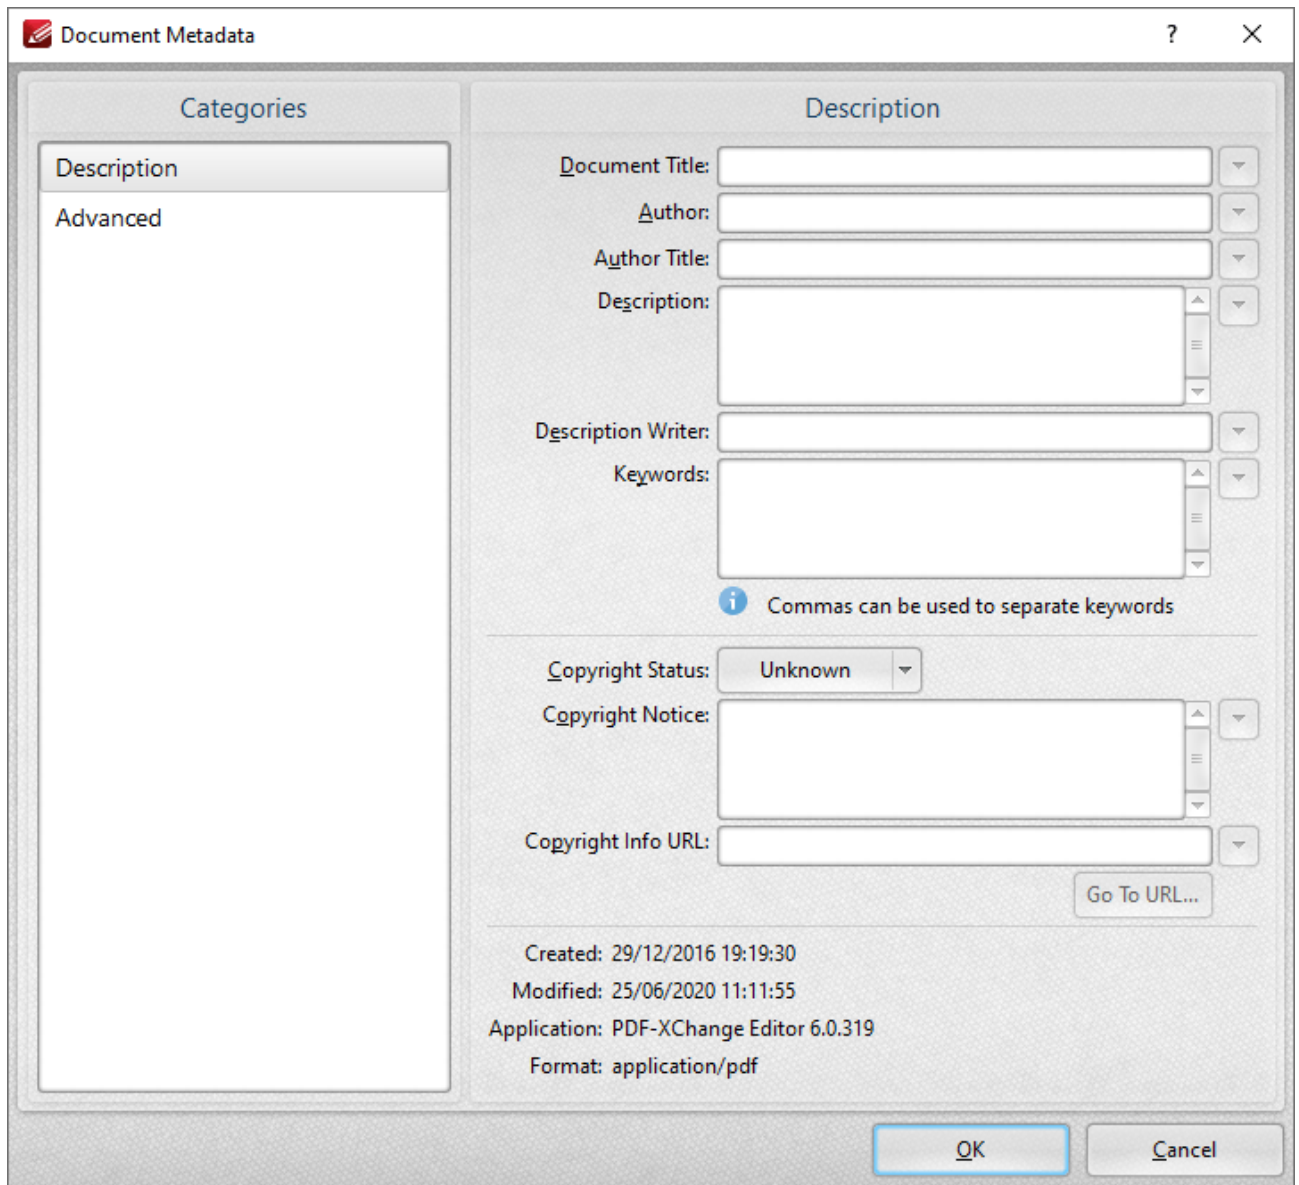 Document Metadata
?
Categories
Description
Advanced
Description
Document Title:
Author:
Author Title:
Description:
Description Writer:
Keywords:
Commas can be used to separate keywords
Copyright Status: Unknown
Copyright Notice:
Copyright Info URL:
Go To URL...
Created: 29/12/2016 19:19:30
Modified: 25/06/2020 11:11:55
Application: PDF-XChange Editor 6.0.319
Format: application/pdf
OK Cancel